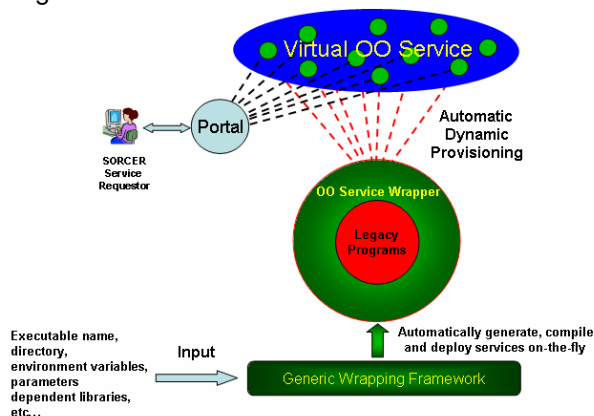 Virtual OO Service
Portal
SORCER
Service
Requestor
Automatic
Dynamic
Provisioning
OO Service Wrapper
Legacy
Programs
Executable name,
directory,
environment variables,
parameters
dependent libraries,
etc...
Input
Automatically generate, compile
and deploy services on-the-fly
Generic Wrapping Framework